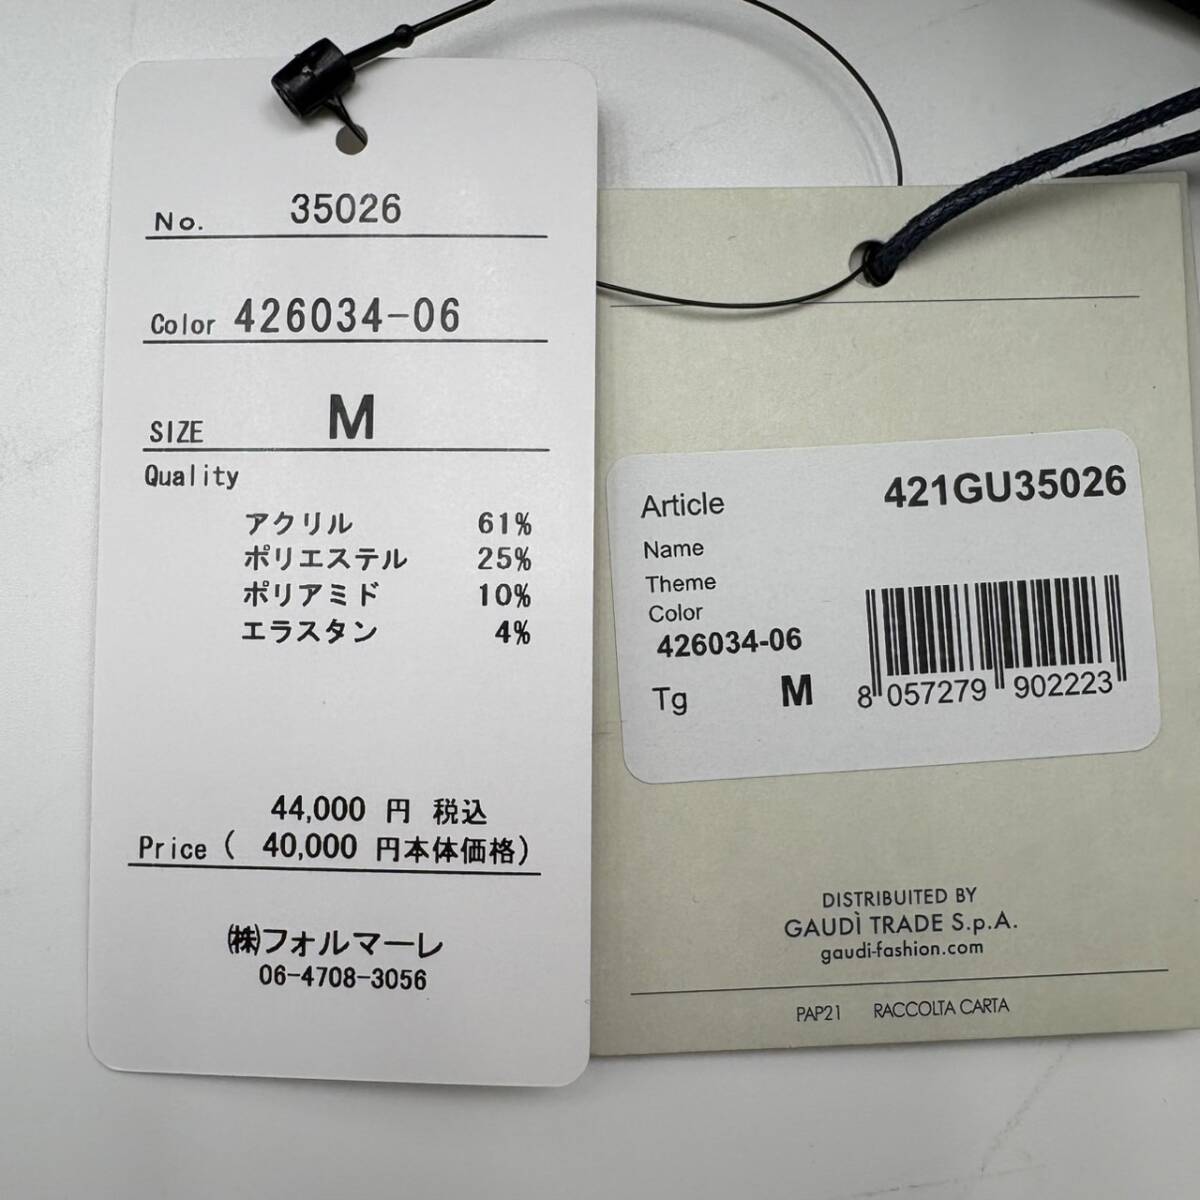 No. 35026
Color 426034-06
SIZE M
Quality
アクリル 61%
ポリエステル 25%
ポリアミド 10%
エラスタン 4%
44,000 円 税込
Price ( 40,000 円本体価格)
㈱フォルマーレ
06-4708-3056
Article 421GU35026
Name
Theme
Color
426034-06
Tg M
8 057279 902223
DISTRIBUITED BY
GAUDÌ TRADE S.p.A.
gaudi-fashion.com
PAP21 RACCOLTA CARTA